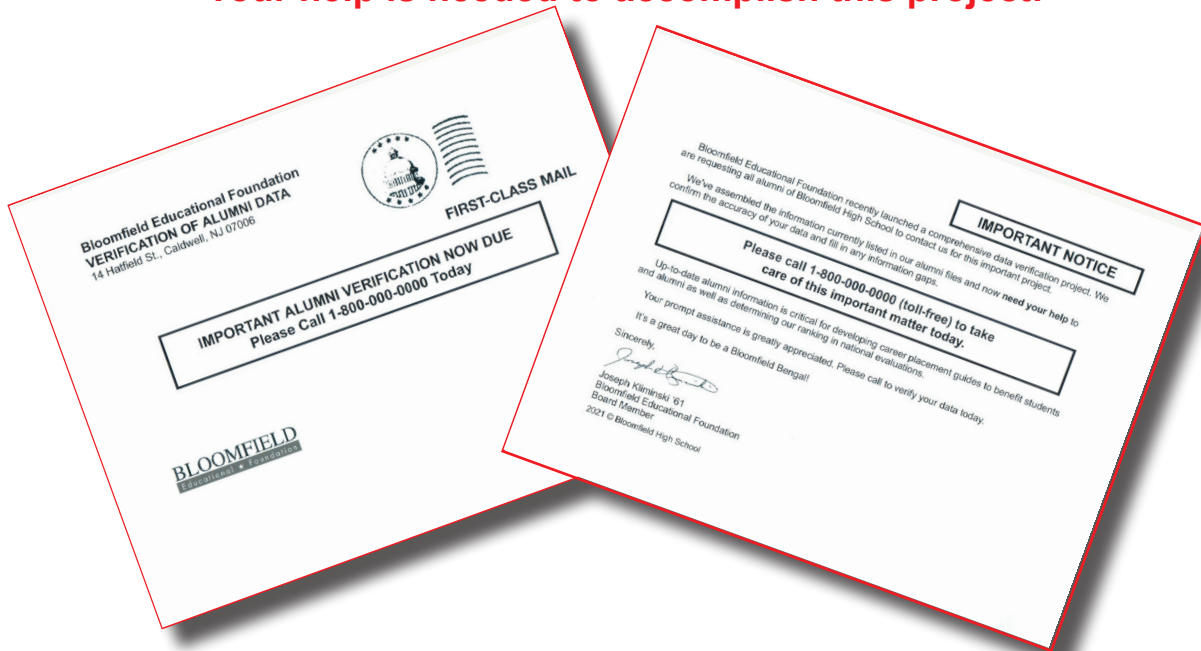 Your help is needed to accomplish this project.
Bloomfield Educational Foundation
VERIFICATION OF ALUMNI DATA
14 Hatfield St., Caldwell, NJ 07006
FIRST-CLASS MAIL
IMPORTANT ALUMNI VERIFICATION NOW DUE
Please Call 1-800-000-0000 Today
BLOOMFIELD
Educational ★ Foundation
IMPORTANT NOTICE
Bloomfield Educational Foundation recently launched a comprehensive data verification project. We
are requesting all alumni of Bloomfield High School to contact us for this important project.
We've assembled the information currently listed in our alumni files and now need your help to
confirm the accuracy of your data and fill in any information gaps.
Please call 1-800-000-0000 (toll-free) to take
care of this important matter today.
Up-to-date alumni information is critical for developing career placement guides to benefit students
and alumni as well as determining our ranking in national evaluations.
Your prompt assistance is greatly appreciated. Please call to verify your data today.
It's a great day to be a Bloomfield Bengal!
Sincerely,
Joseph Kliminski '61
Bloomfield Educational Foundation
Board Member
2021 © Bloomfield High School